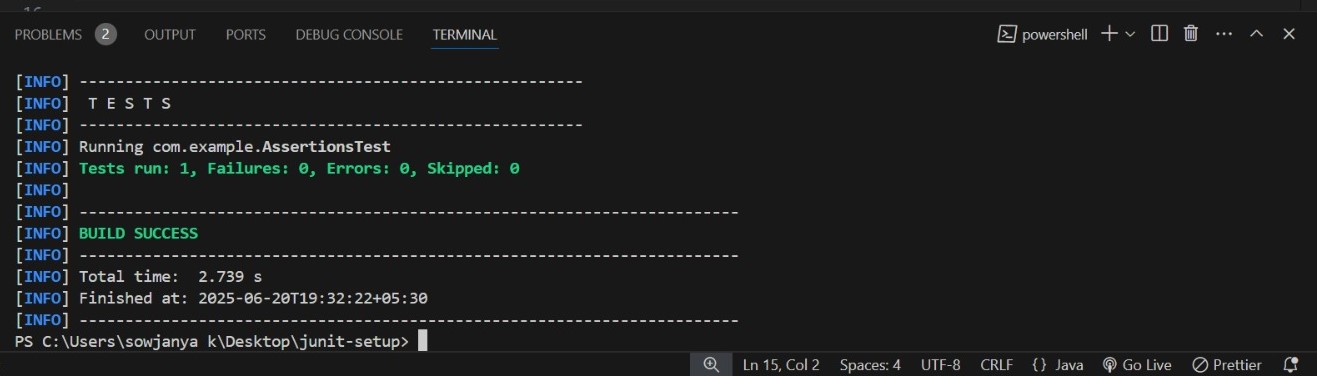 16
PROBLEMS 2 OUTPUT PORTS DEBUG CONSOLE TERMINAL powershell
[INFO] -------------------------------------------------------
[INFO]  T E S T S
[INFO] -------------------------------------------------------
[INFO] Running com.example.AssertionsTest
[INFO] Tests run: 1, Failures: 0, Errors: 0, Skipped: 0
[INFO]
[INFO] ------------------------------------------------------------------------
[INFO] BUILD SUCCESS
[INFO] ------------------------------------------------------------------------
[INFO] Total time:  2.739 s
[INFO] Finished at: 2025-06-20T19:32:22+05:30
[INFO] ------------------------------------------------------------------------
PS C:\Users\sowjanya k\Desktop\junit-setup>
Ln 15, Col 2 Spaces: 4 UTF-8 CRLF {} Java Go Live Prettier